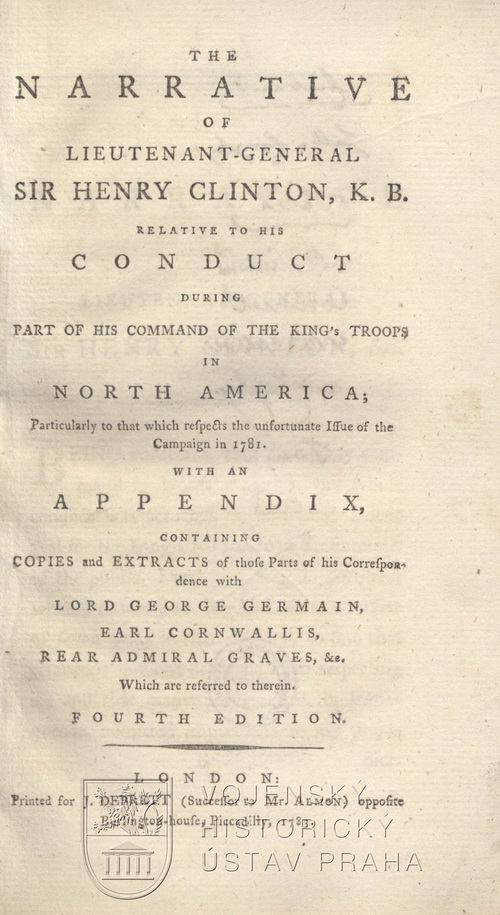 THE
NARRATIVE
OF
LIEUTENANT-GENERAL
SIR HENRY CLINTON, K. B.
RELATIVE TO HIS
CONDUCT
DURING
PART OF HIS COMMAND OF THE KING's TROOPS
IN
NORTH AMERICA;
Particularly to that which reſpects the unfortunate Iſſue of the
Campaign in 1781.
WITH AN
APPENDIX,
CONTAINING
COPIES and EXTRACTS of thoſe Parts of his Correſpon-
dence with
LORD GEORGE GERMAIN,
EARL CORNWALLIS,
REAR ADMIRAL GRAVES, &c.
Which are referred to therein.
FOURTH EDITION.
LONDON:
Printed for J. DEBRETT (Succeſſor to Mr. ALMON) oppoſite
Burlington-houſe, Piccadilly, 1783.
VOJENSKÝ
HISTORICKÝ
ÚSTAV PRAHA